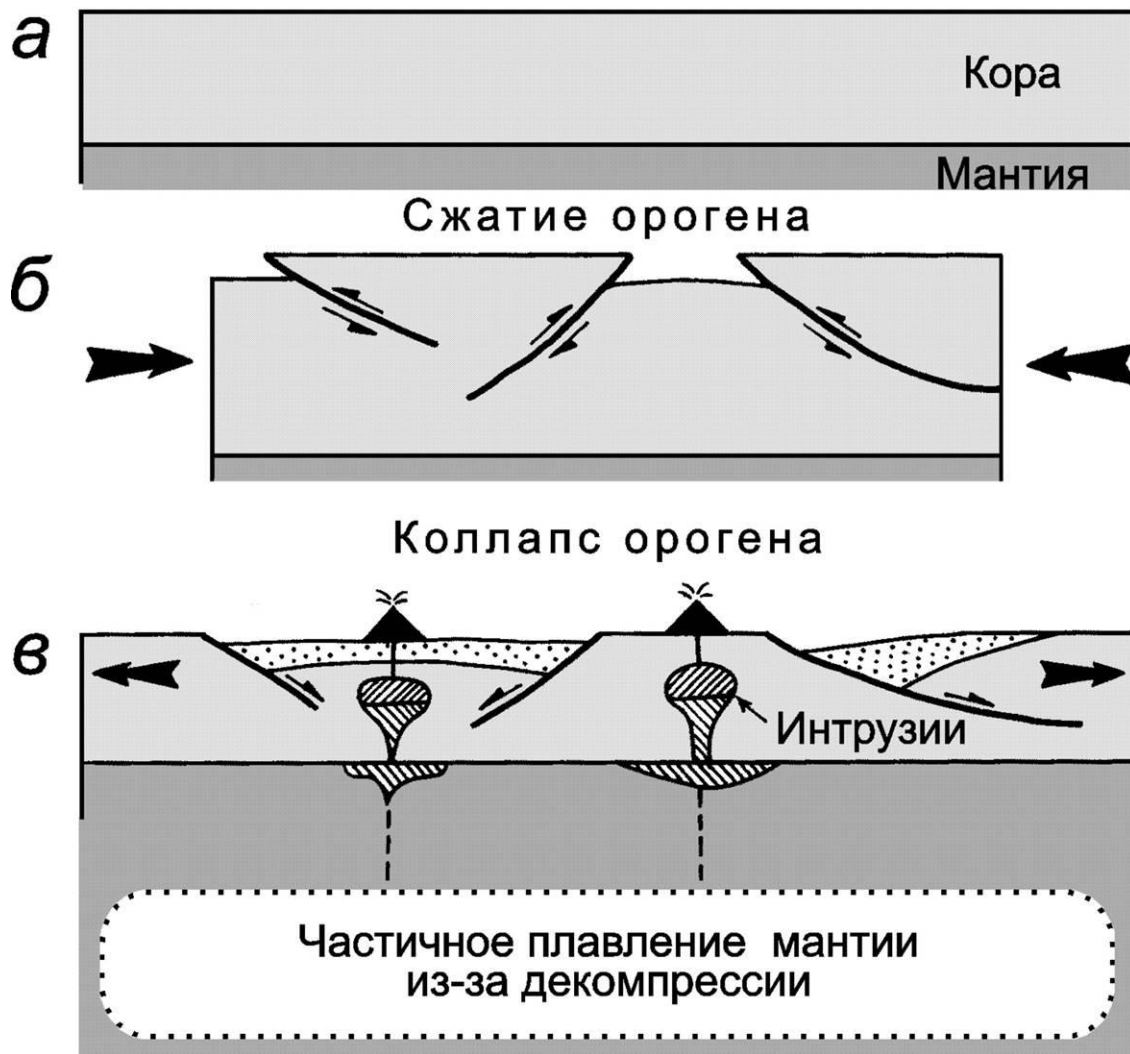 а
Кора
Мантия
Сжатие орогена
б
Коллапс орогена
в
Интрузии
Частичное плавление мантии
из-за декомпрессии